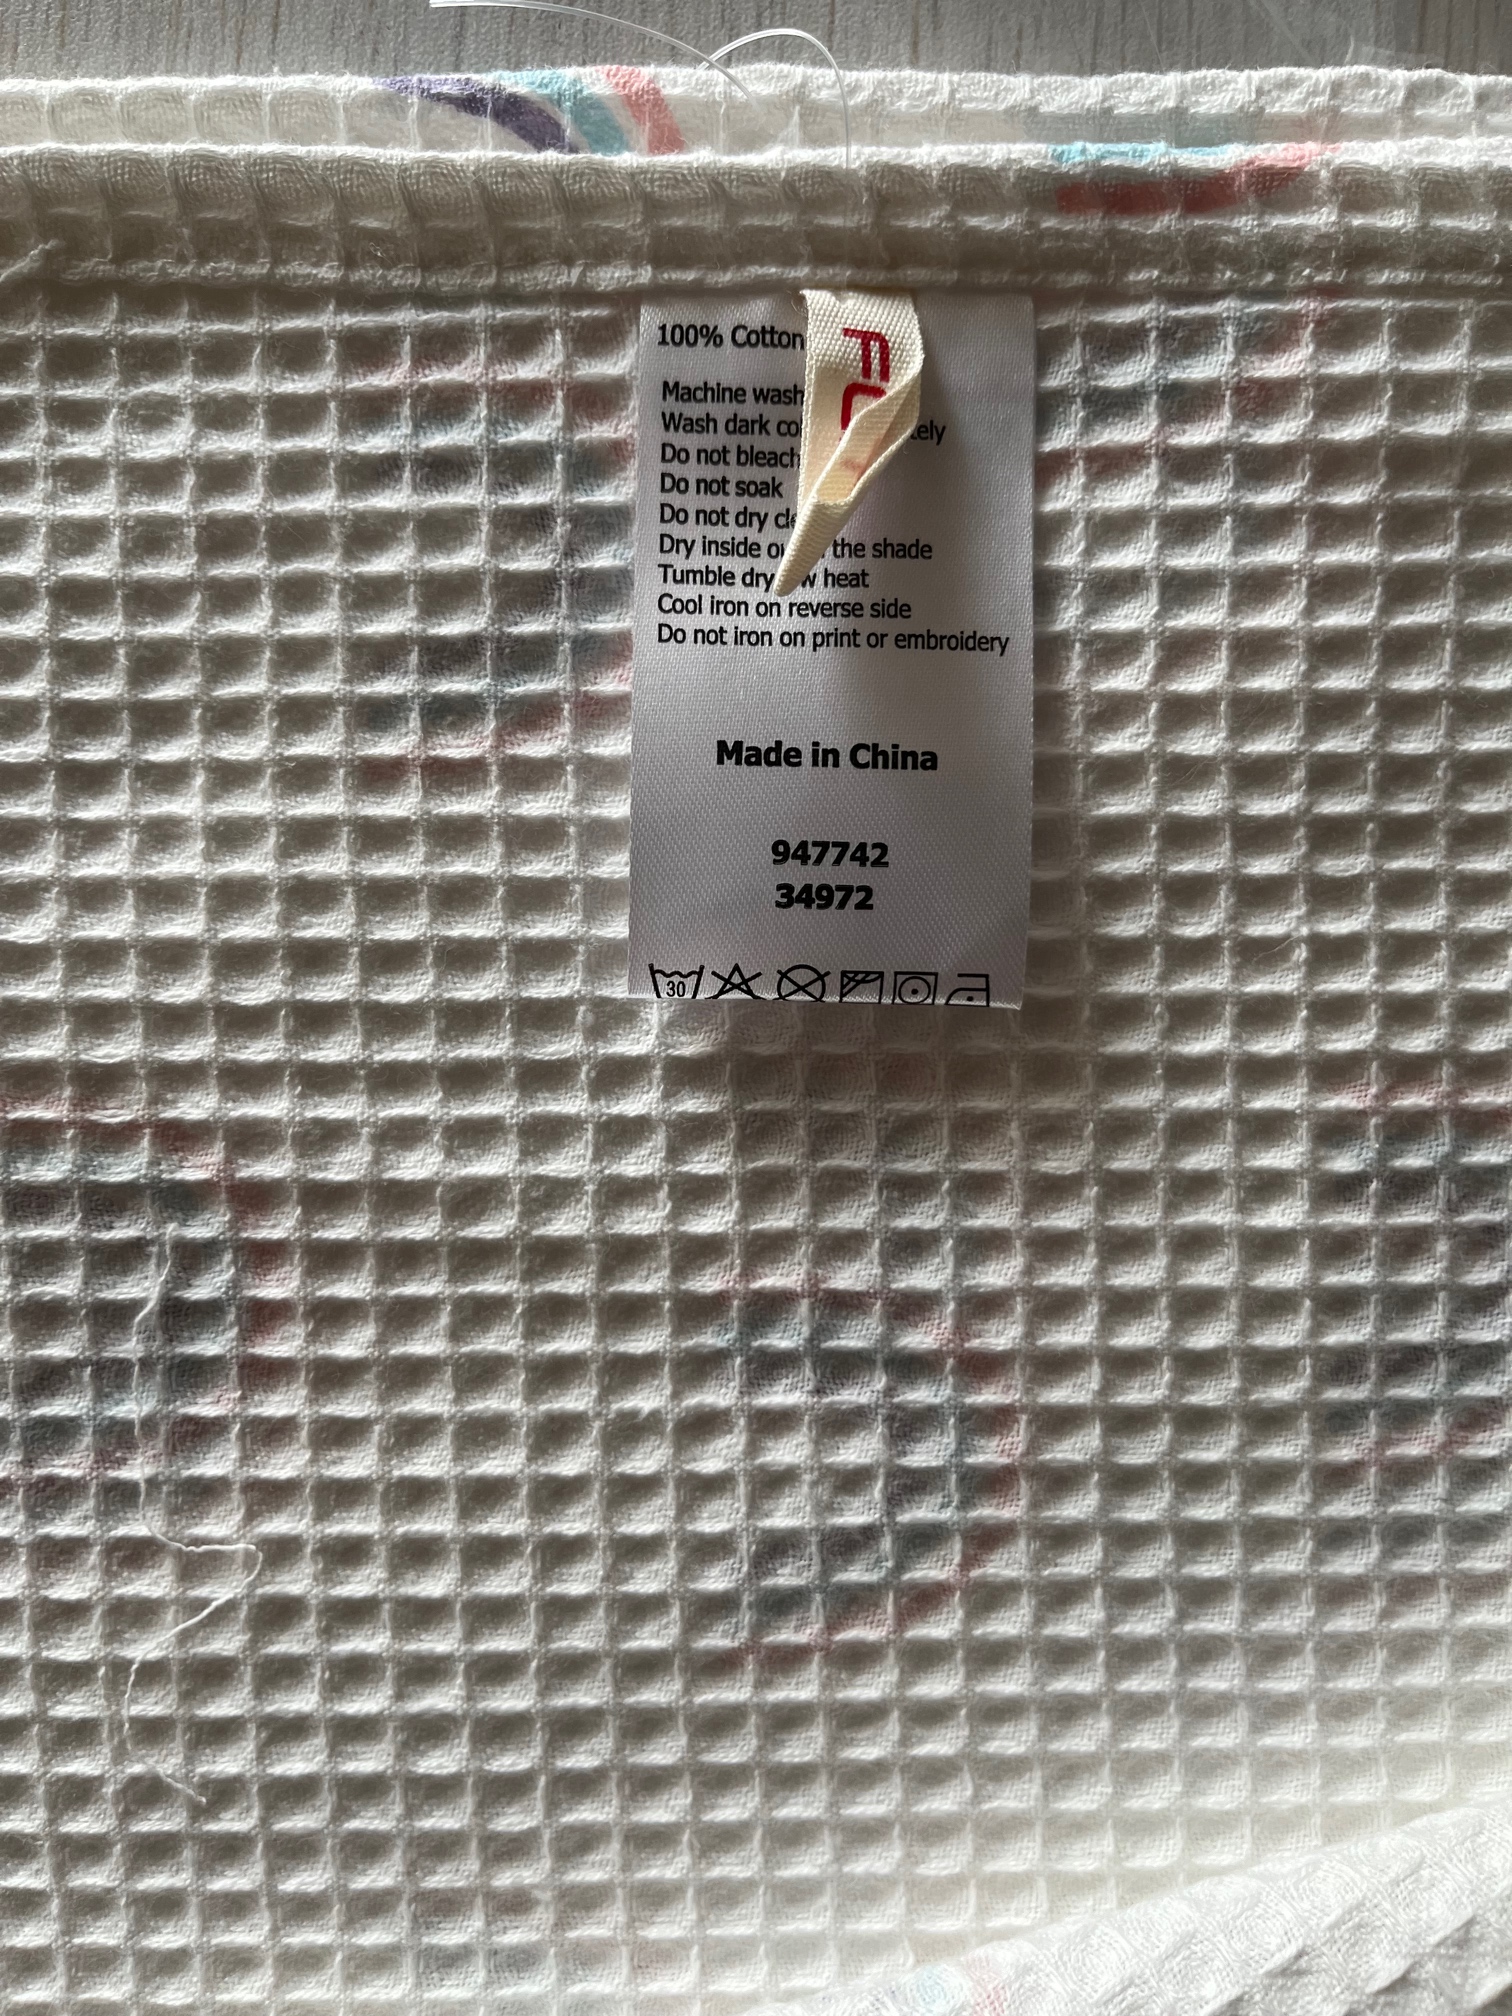 100% Cotton
FL
Machine wash
Wash dark
Do not bleach
Do not soak
Do not dry
Dry inside the shade
Tumble dry heat
Cool iron on reverse side
Do not iron on print or embroidery
Made in China
947742
34972
30